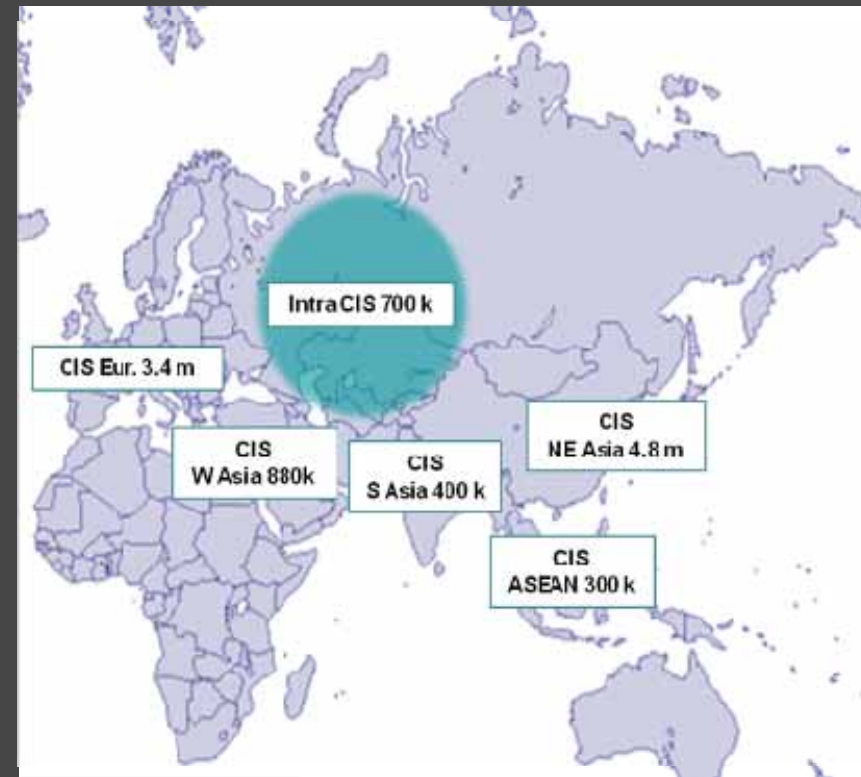 Intra CIS 700 k
CIS Eur. 3.4 m
CIS
W Asia 880k
CIS
S Asia 400 k
CIS
NE Asia 4.8 m
CIS
ASEAN 300 k